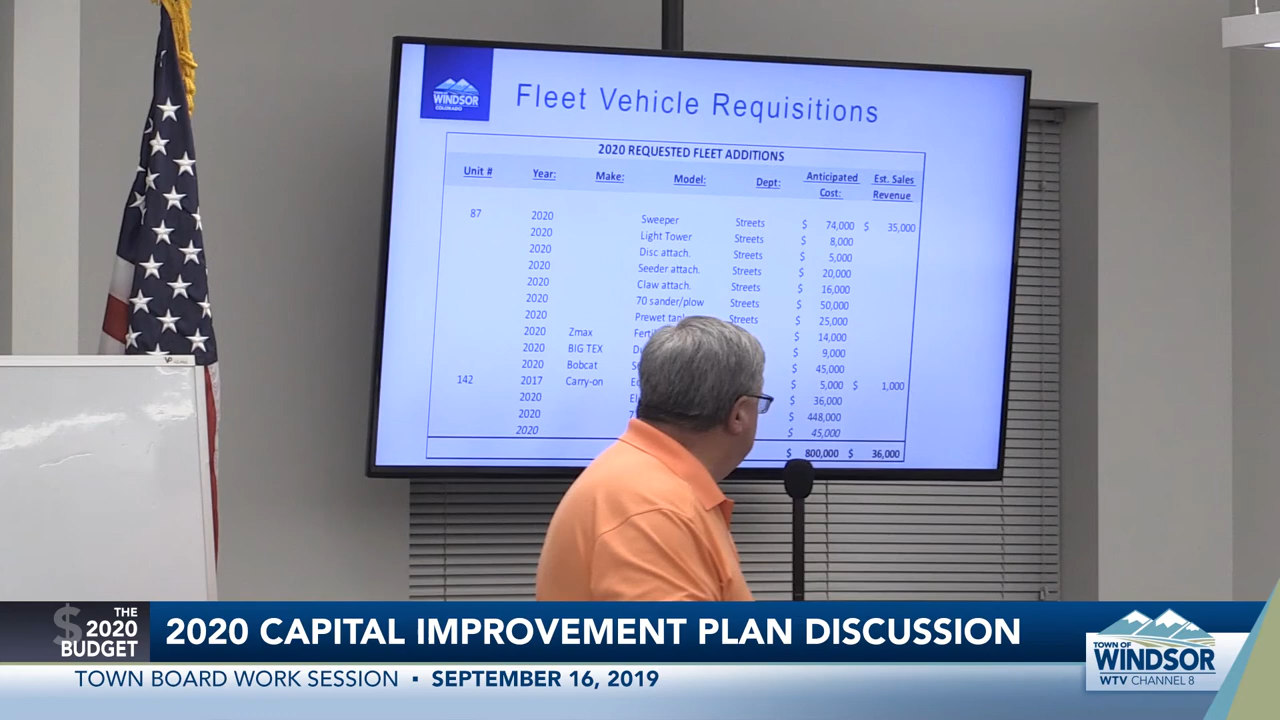 TOWN OF
WINDSOR
COLORADO
Fleet Vehicle Requisitions
2020 REQUESTED FLEET ADDITIONS
Unit # Year: Make: Model: Dept: Anticipated Cost: Est. Sales Revenue
87 2020 Sweeper Streets $ 74,000 $ 35,000
2020 Light Tower Streets $ 8,000
2020 Disc attach. Streets $ 5,000
2020 Seeder attach. Streets $ 20,000
2020 Claw attach. Streets $ 16,000
2020 70 sander/plow Streets $ 50,000
2020 Prewet Streets $ 25,000
2020 Zmax $ 14,000
2020 BIG TEX $ 9,000
2020 Bobcat $ 45,000
142 2017 Carry-on $ 5,000 $ 1,000
2020 $ 36,000
2020 $ 448,000
2020 $ 45,000
$ 800,000 $ 36,000
$ THE
2020
BUDGET
2020 CAPITAL IMPROVEMENT PLAN DISCUSSION
TOWN BOARD WORK SESSION ▪ SEPTEMBER 16, 2019
TOWN OF
WINDSOR
WTV CHANNEL 8